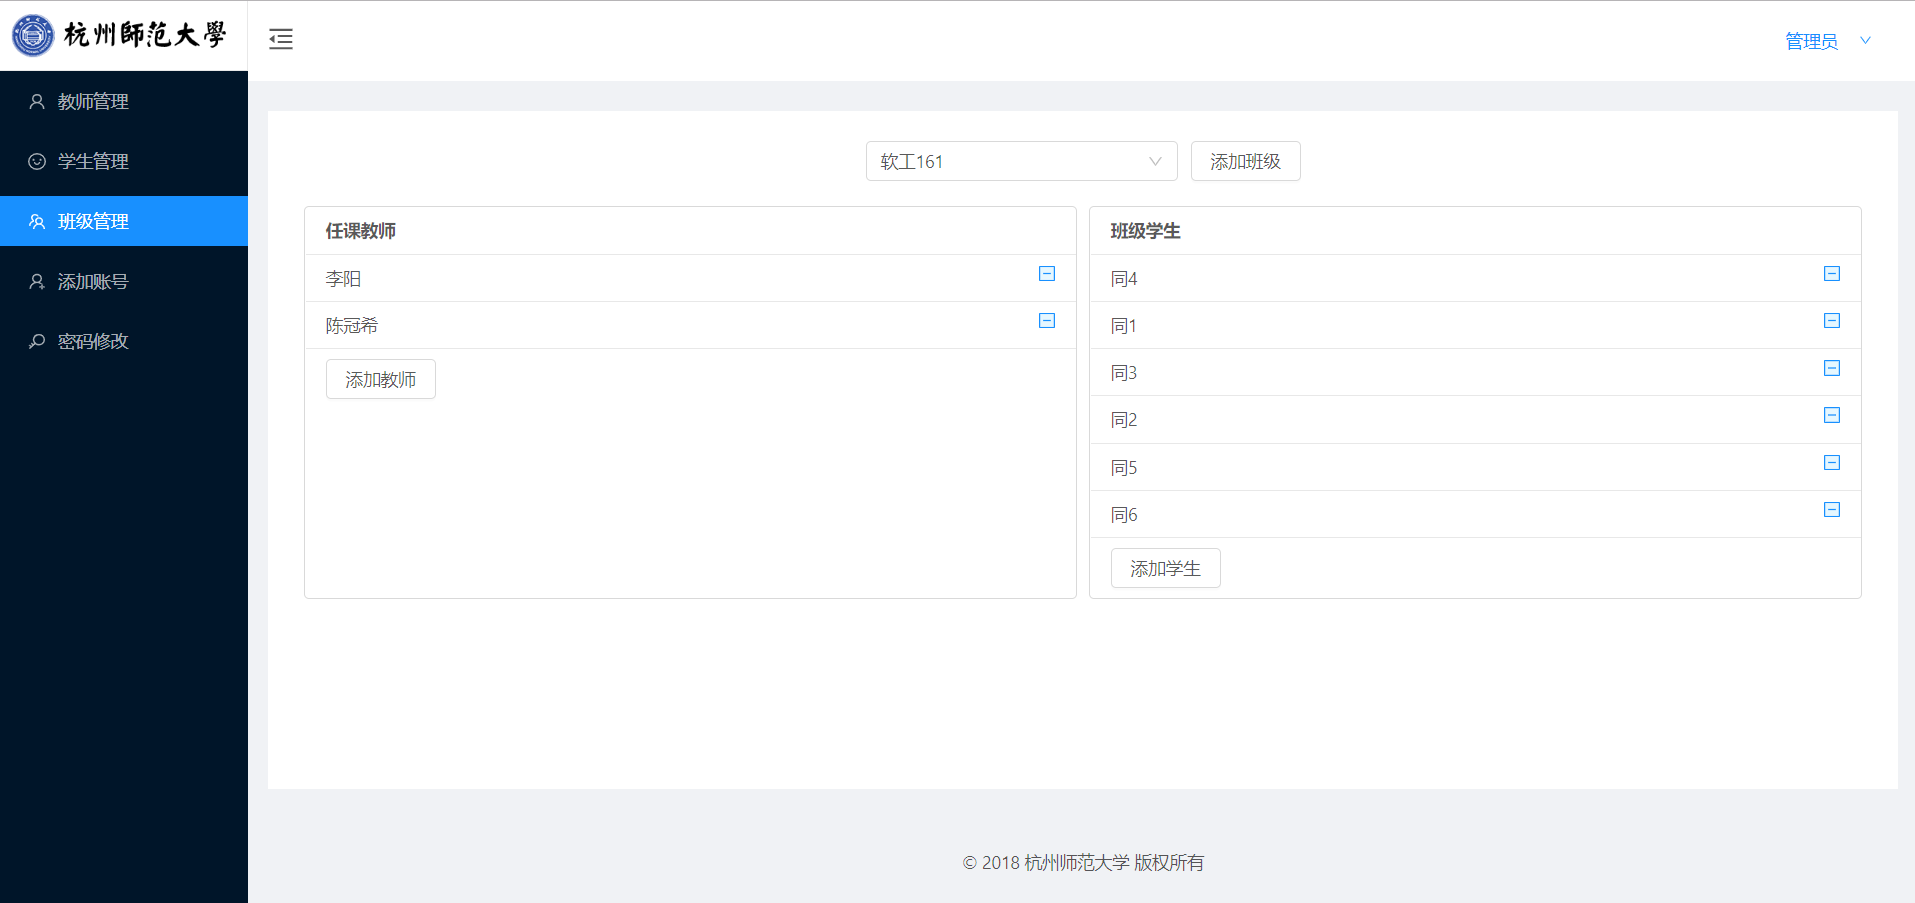 杭州師范大學
管理员
教师管理
学生管理
班级管理
添加账号
密码修改
软工161
添加班级
任课教师
李阳
陈冠希
添加教师
班级学生
同4
同1
同3
同2
同5
同6
添加学生
© 2018 杭州师范大学 版权所有